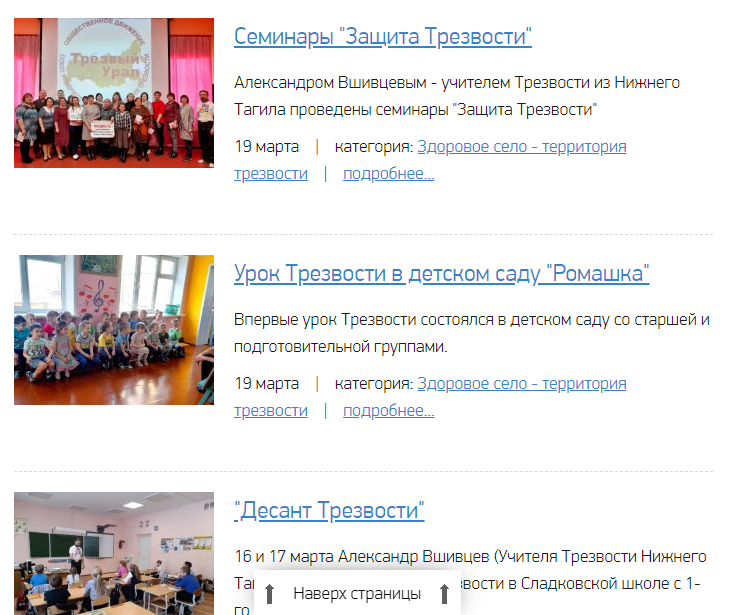 ОБЩЕСТВЕННОЕ ДВИЖЕНИЕ
Трезвый
Урал
Семинары "Защита Трезвости"
Александром Вшивцевым - учителем Трезвости из Нижнего
Тагила проведены семинары "Защита Трезвости"
19 марта | категория: Здоровое село - территория
трезвости | подробнее...
Урок Трезвости в детском саду "Ромашка"
Впервые урок Трезвости состоялся в детском саду со старшей и
подготовительной группами.
19 марта | категория: Здоровое село - территория
трезвости | подробнее...
"Десант Трезвости"
16 и 17 марта Александр Вшивцев (Учителя Трезвости Нижнего
в Сладковской школе с 1-
го
Наверх страницы